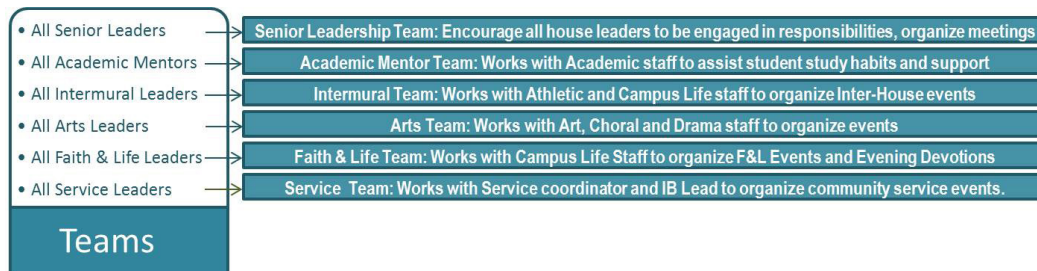 • All Senior Leaders
Senior Leadership Team: Encourage all house leaders to be engaged in responsibilities, organize meetings
• All Academic Mentors
Academic Mentor Team: Works with Academic staff to assist student study habits and support
• All Intermural Leaders
Intermural Team: Works with Athletic and Campus Life staff to organize Inter-House events
• All Arts Leaders
Arts Team: Works with Art, Choral and Drama staff to organize events
• All Faith & Life Leaders
Faith & Life Team: Works with Campus Life Staff to organize F&L Events and Evening Devotions
• All Service Leaders
Service Team: Works with Service coordinator and IB Lead to organize community service events.
Teams